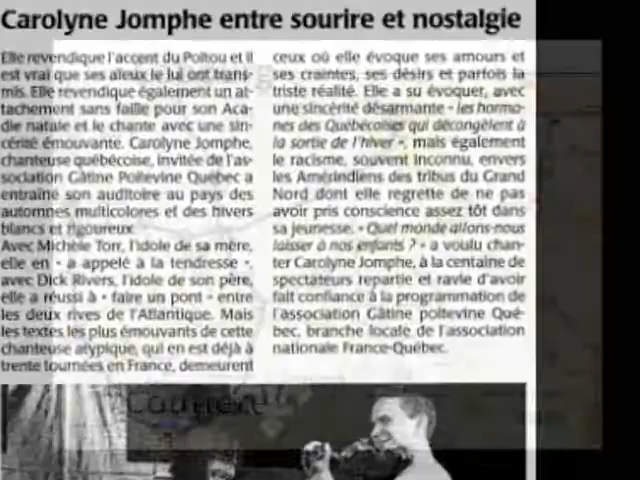 Carolyne Jomphe entre sourire et nostalgie
Elle revendique l'accent du Poitou et il
est vrai que ses aïeux le lui ont trans-
mis. Elle revendique également un at-
tachement sans faille pour son Aca-
die natale et le chante avec une sin-
cérité émouvante. Carolyne Jomphe,
chanteuse québécoise, invitée de l'as-
sociation Gâtine Poitevine Québec a
entraîné son auditoire au pays des
automnes multicolores et des hivers
blancs et rigoureux.
Avec Michèle Torr, l'idole de sa mère,
elle en « a appelé à la tendresse »,
avec Dick Rivers, l'idole de son père,
elle a réussi à « faire un pont » entre
les deux rives de l'Atlantique. Mais
les textes les plus émouvants de cette
chanteuse atypique, qui en est déjà à
trente tournées en France, demeurent
ceux où elle évoque ses amours et
ses craintes, ses désirs et parfois la
triste réalité. Elle a su évoquer, avec
une sincérité désarmante « les hormo-
nes des Québécoises qui décongèlent à
la sortie de l'hiver », mais également
le racisme, souvent inconnu, envers
les Amérindiens des tribus du Grand
Nord dont elle regrette de ne pas
avoir pris conscience assez tôt dans
sa jeunesse. « Quel monde allons-nous
laisser à nos enfants ? » a voulu chan-
ter Carolyne Jomphe, à la centaine de
spectateurs repartie et ravie d'avoir
fait confiance à la programmation de
l'association Gâtine poitevine Qué-
bec, branche locale de l'association
nationale France-Québec.